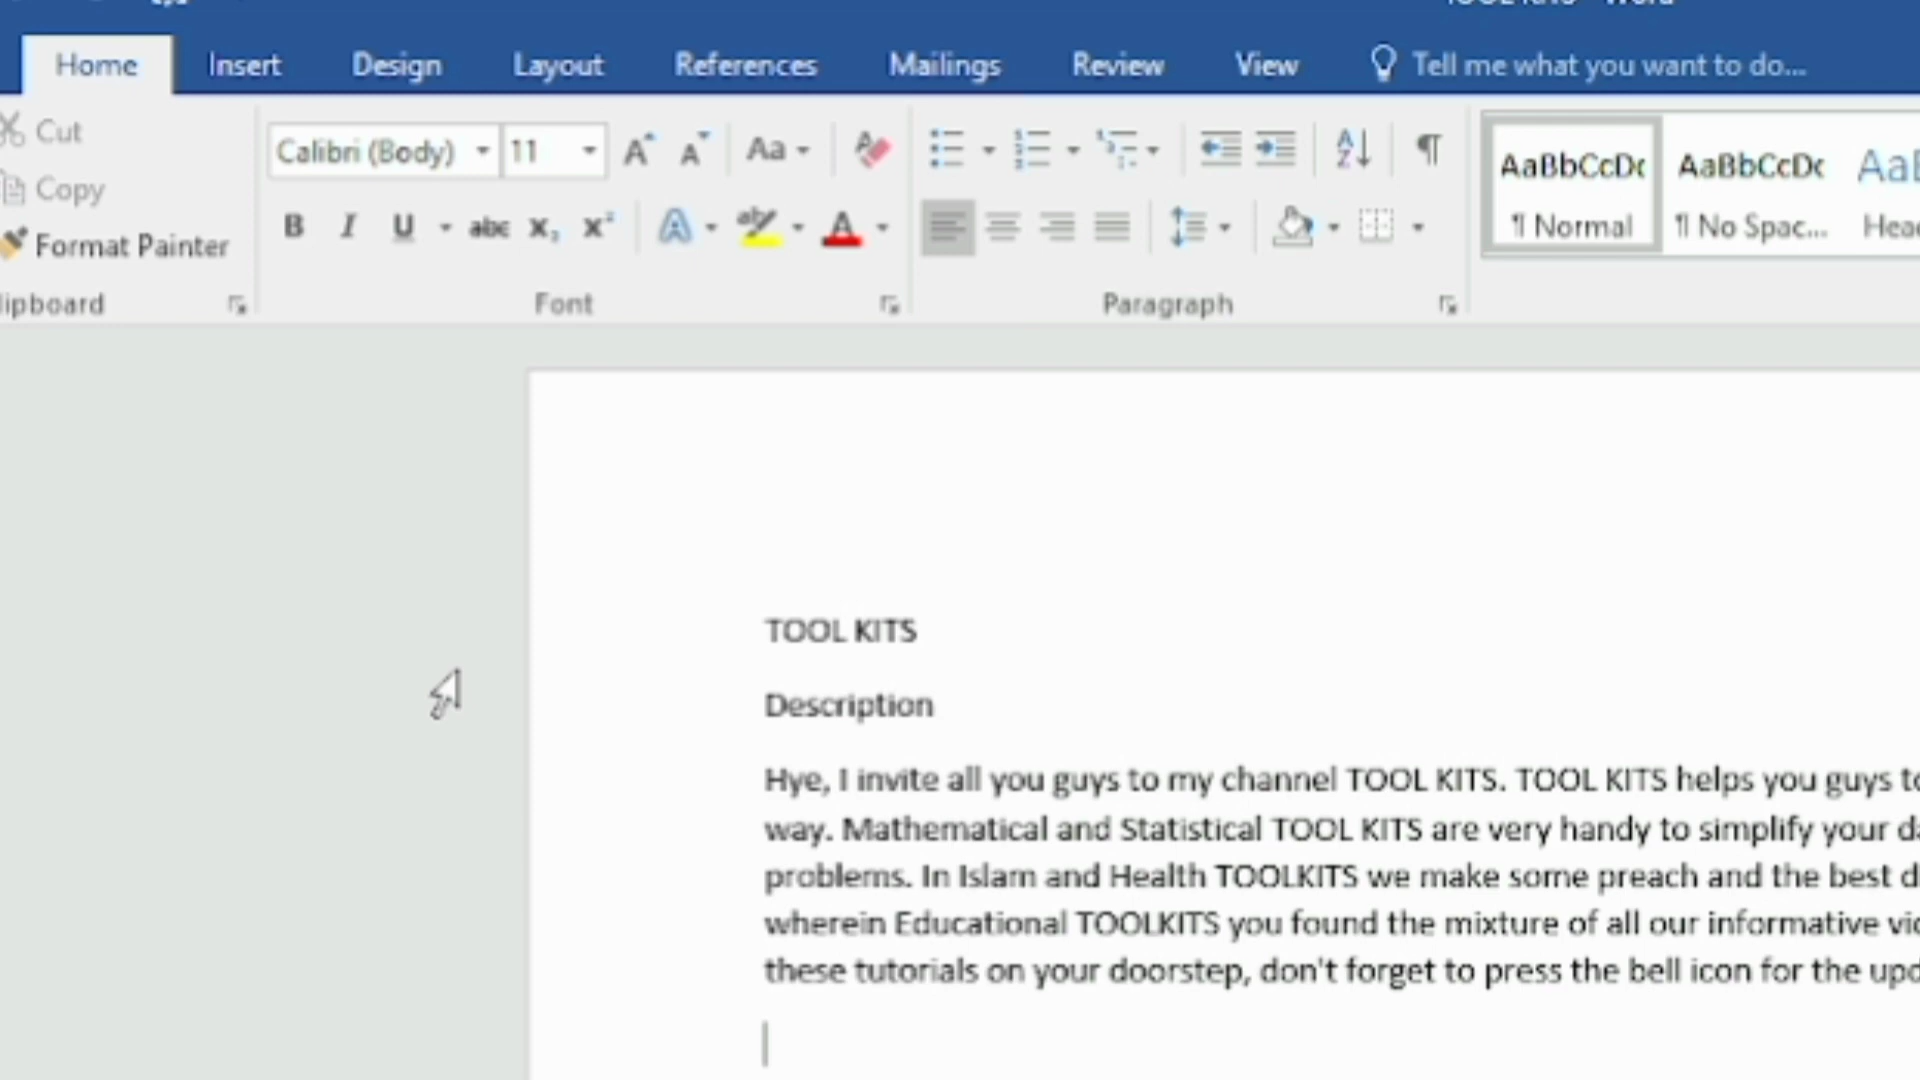 Home Insert Design Layout References Mailings Review View Tell me what you want to do...
Cut
Copy
Format Painter
Calibri (Body) 11 Aa
B I U abc x₂ x² A
Font
Paragraph
AaBbCcDc AaBbCcDc
¶ Normal ¶ No Spac...
TOOL KITS
Description
Hye, I invite all you guys to my channel TOOL KITS. TOOL KITS helps you guys to
way. Mathematical and Statistical TOOL KITS are very handy to simplify your
problems. In Islam and Health TOOLKITS we make some preach and the best
wherein Educational TOOLKITS you found the mixture of all our informative
these tutorials on your doorstep, don't forget to press the bell icon for the